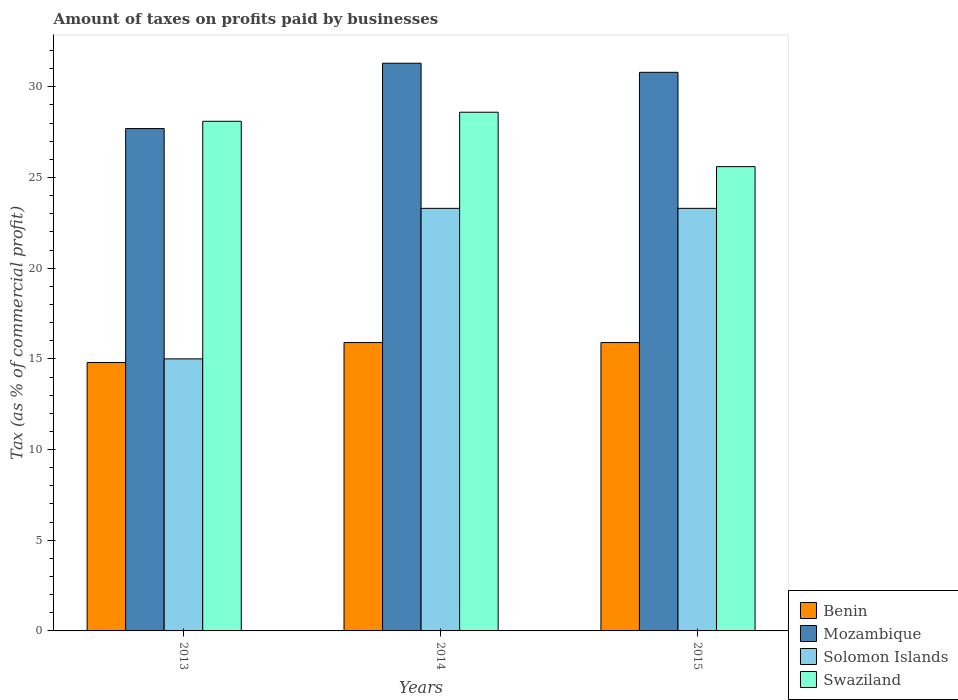 Amount of taxes on profits paid by businesses
Tax (as % of commercial profit)
30
25
20
15
10
5
0
2013
2014
2015
Years
Benin
Mozambique
Solomon Islands
Swaziland